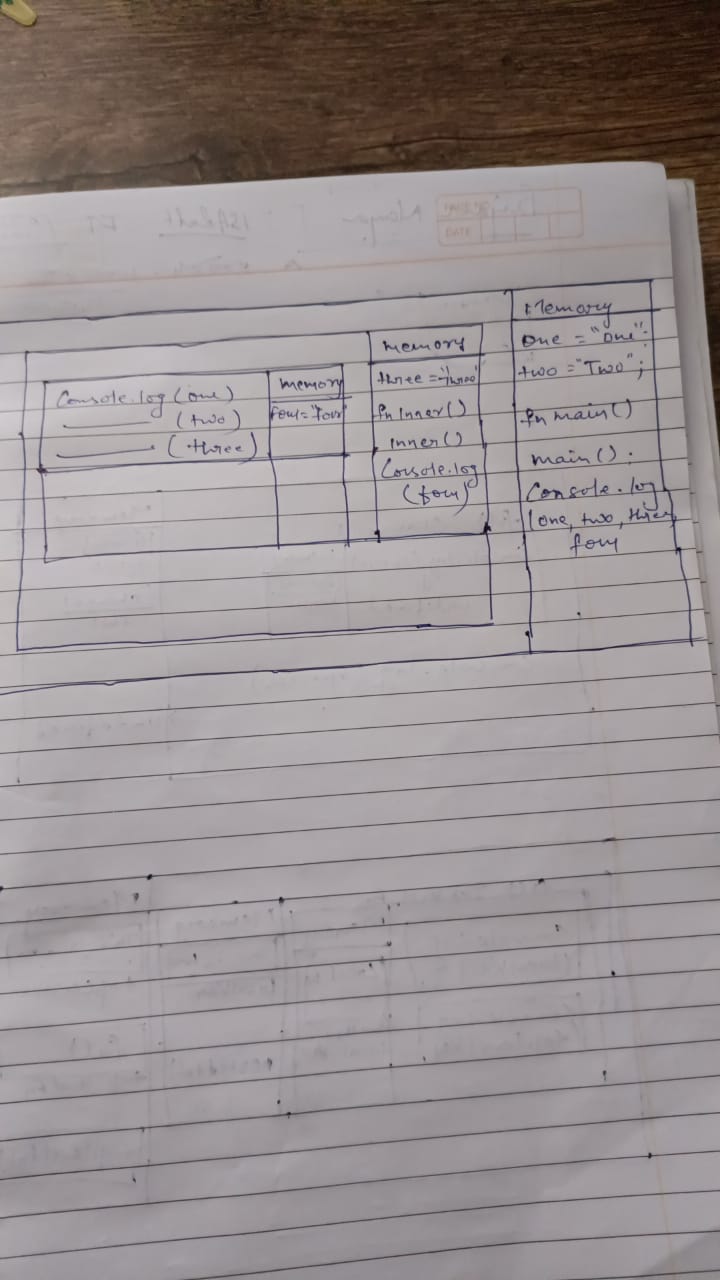 PAGE NO
DATE
Memory
one = "One";
two = "Two";
fn main()
main();
Console.log
(one, two, three,
four
memory
three = "three"
fn Inner()
inner()
Console.log
(four)
memory
four = "four"
Console.log (one)
(two)
(three)